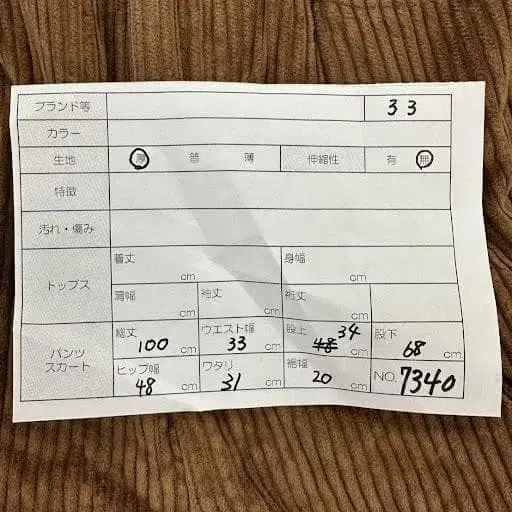 ブランド等 33
カラー
生地 厚 普 薄 伸縮性 有 無
特徴
汚れ・傷み
トップス
着丈 cm 身幅 cm
肩幅 cm 袖丈 cm 裄丈 cm
パンツ
スカート
総丈 100 cm ウエスト幅 33 cm 股上 48 34 cm 股下 68 cm
ヒップ幅 48 cm ワタリ 31 cm 裾幅 20 cm NO. 7340